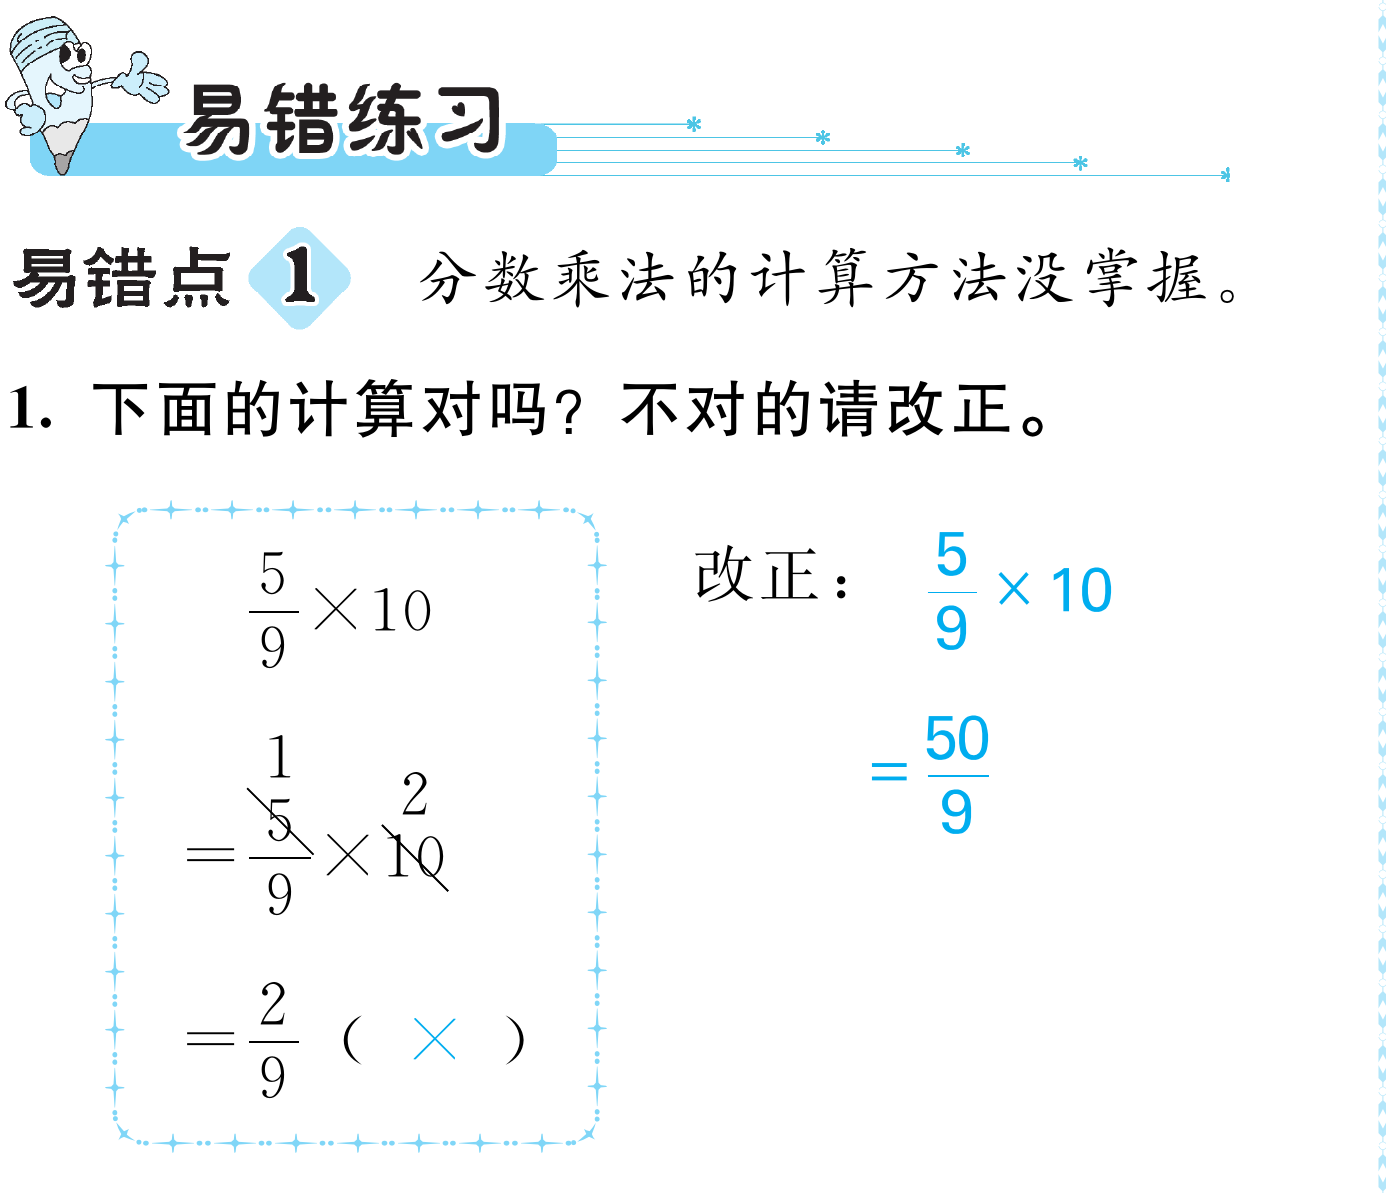 易错练习
易错点 1 分数乘法的计算方法没掌握。
1. 下面的计算对吗？不对的请改正。
5/9×10
1 2
=5/9×10
=2/9 ( × )
改正： 5/9 × 10
= 50/9